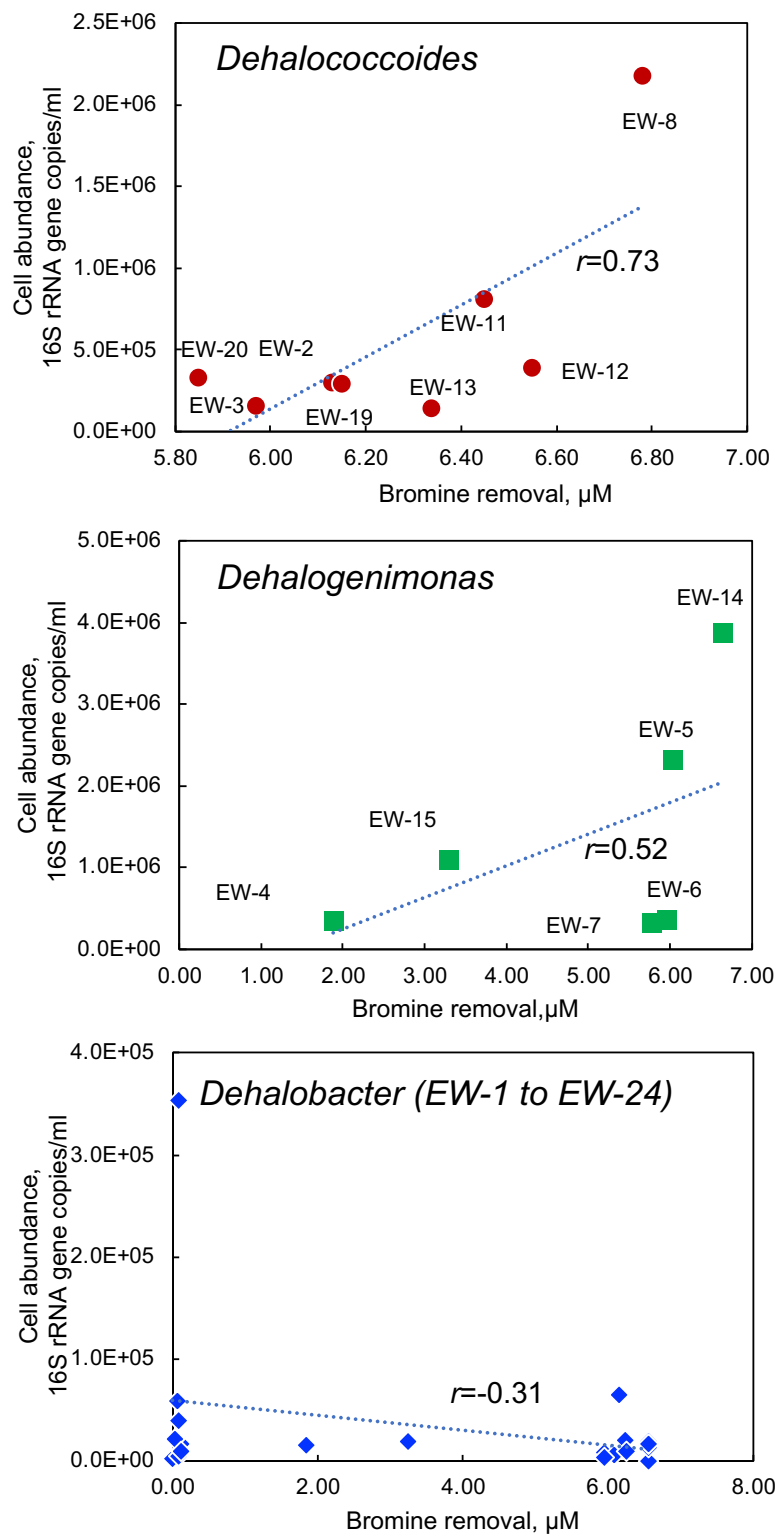 Cell abundance,
16S rRNA gene copies/ml
2.5E+06
2.0E+06
1.5E+06
1.0E+06
5.0E+05
0.0E+00
Dehalococcoides
EW-8
r=0.73
EW-11
EW-20
EW-2
EW-12
EW-13
EW-3
EW-19
5.80
6.00
6.20
6.40
6.60
6.80
7.00
Bromine removal, µM
Cell abundance,
16S rRNA gene copies/ml
5.0E+06
4.0E+06
3.0E+06
2.0E+06
1.0E+06
0.0E+00
Dehalogenimonas
EW-14
EW-5
EW-15
r=0.52
EW-4
EW-6
EW-7
0.00
1.00
2.00
3.00
4.00
5.00
6.00
7.00
Bromine removal,µM
Cell abundance,
16S rRNA gene copies/ml
4.0E+05
3.0E+05
2.0E+05
1.0E+05
0.0E+00
Dehalobacter (EW-1 to EW-24)
r=-0.31
0.00
2.00
4.00
6.00
8.00
Bromine removal, µM